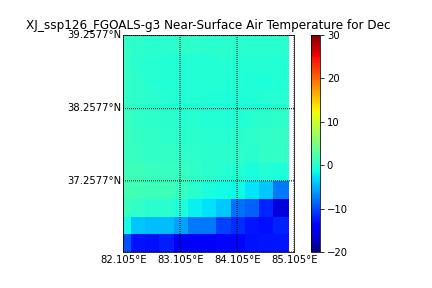 XJ_ssp126_FGOALS-g3 Near-Surface Air Temperature for Dec
39.2577°N
38.2577°N
37.2577°N
82.105°E 83.105°E 84.105°E 85.105°E
30
20
10
0
−10
−20